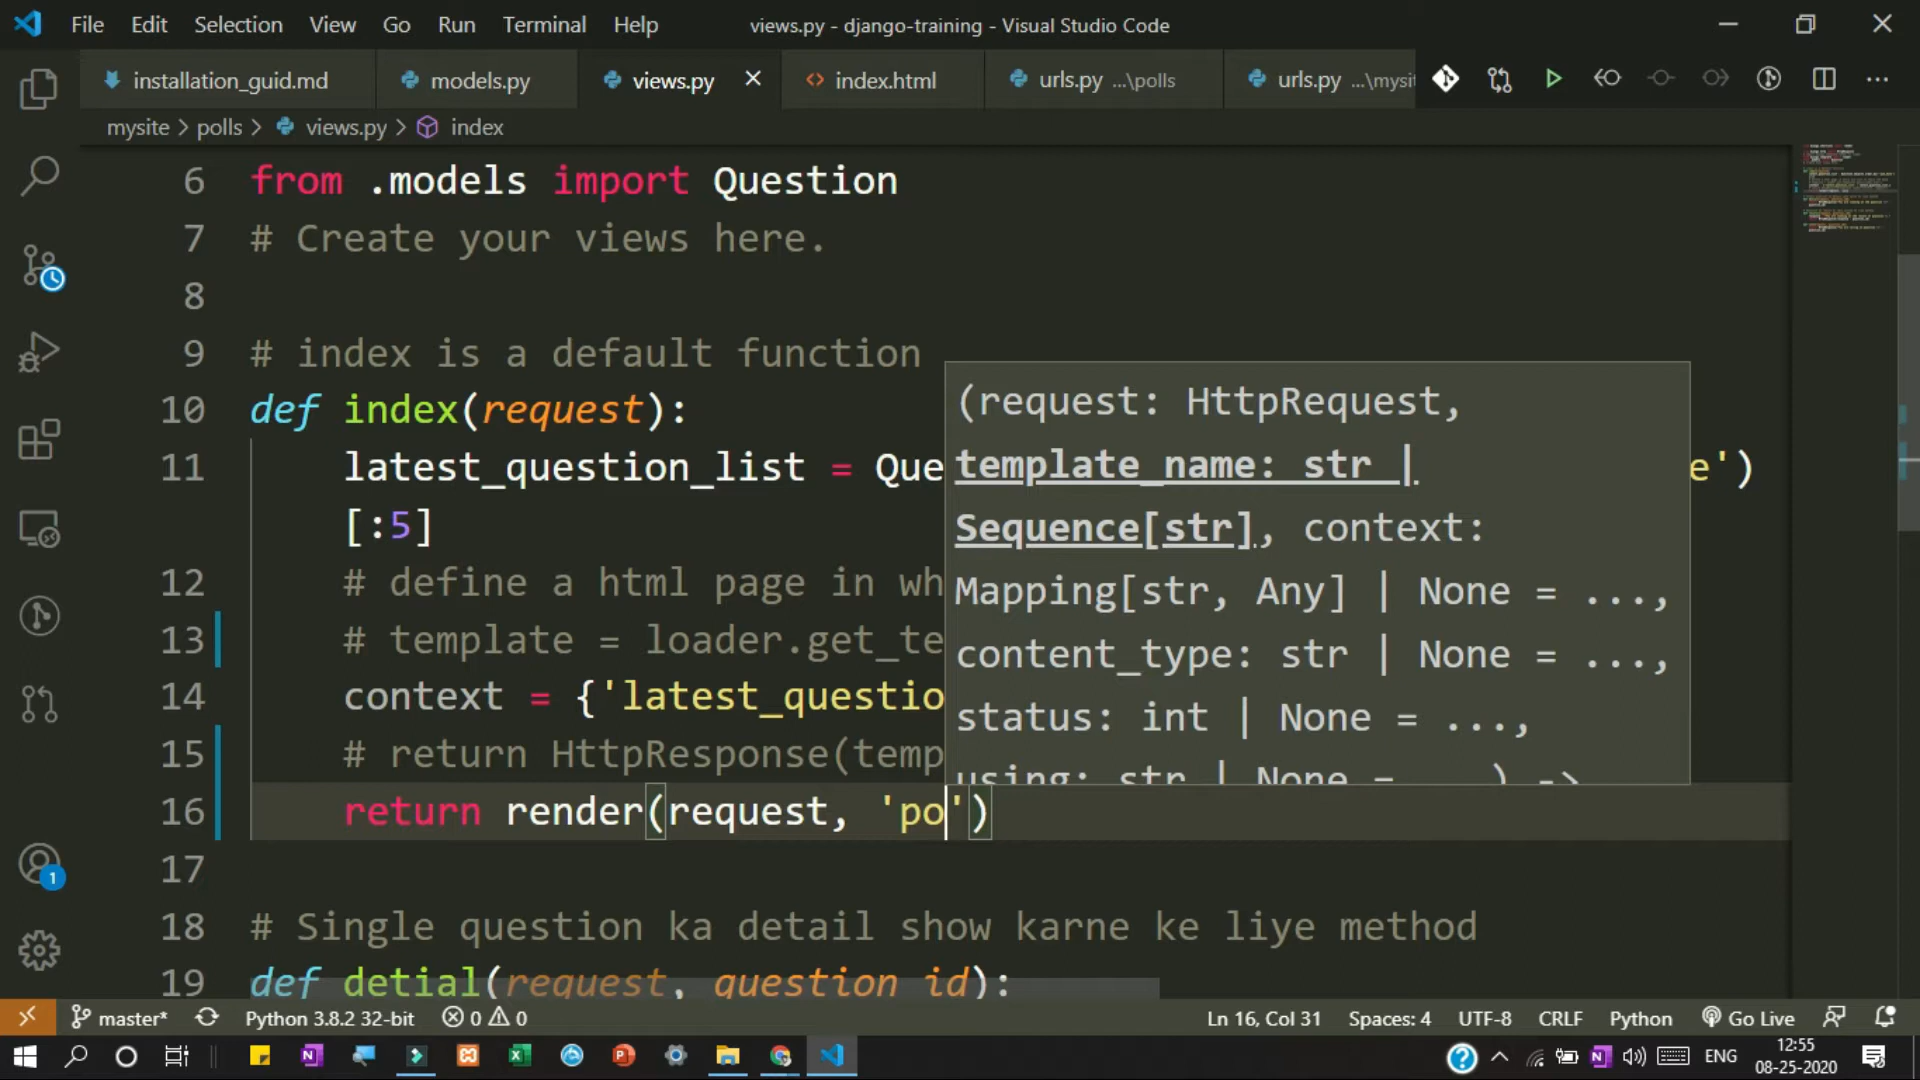 File Edit Selection View Go Run Terminal Help views.py - django-training - Visual Studio Code
installation_guid.md models.py views.py index.html urls.py ...\polls urls.py ...\mysit
mysite > polls > views.py > index
6 from .models import Question
7 # Create your views here.
8
9 # index is a default function
10 def index(request):
11 latest_question_list = Que e')
[:5]
12 # define a html page in wh
13 # template = loader.get_te
14 context = {'latest_questio
15 # return HttpResponse(temp
16 return render(request, 'po')
17
18 # Single question ka detail show karne ke liye method
19 def detial(request, question_id):
(request: HttpRequest,
template_name: str |
Sequence[str], context:
Mapping[str, Any] | None = ...,
content_type: str | None = ...,
status: int | None = ...,
using: str | None = ...) ->
1
master* Python 3.8.2 32-bit 0 0 Ln 16, Col 31 Spaces: 4 UTF-8 CRLF Python Go Live
ENG 12:55
08-25-2020